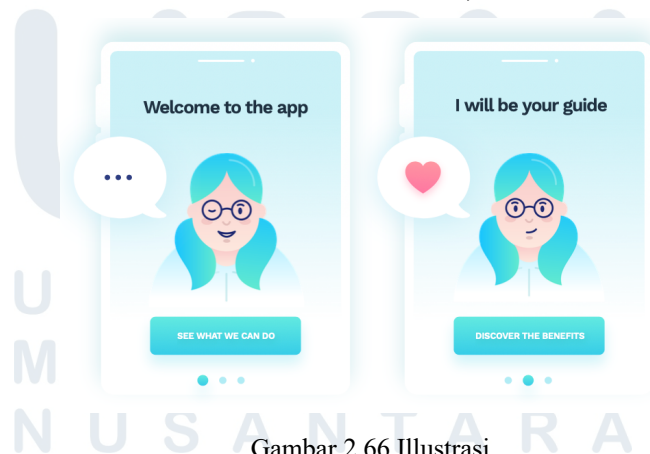 Welcome to the app
SEE WHAT WE CAN DO
I will be your guide
DISCOVER THE BENEFITS
U
M
NUSANTARA
Gambar 2.66 Illustrasi